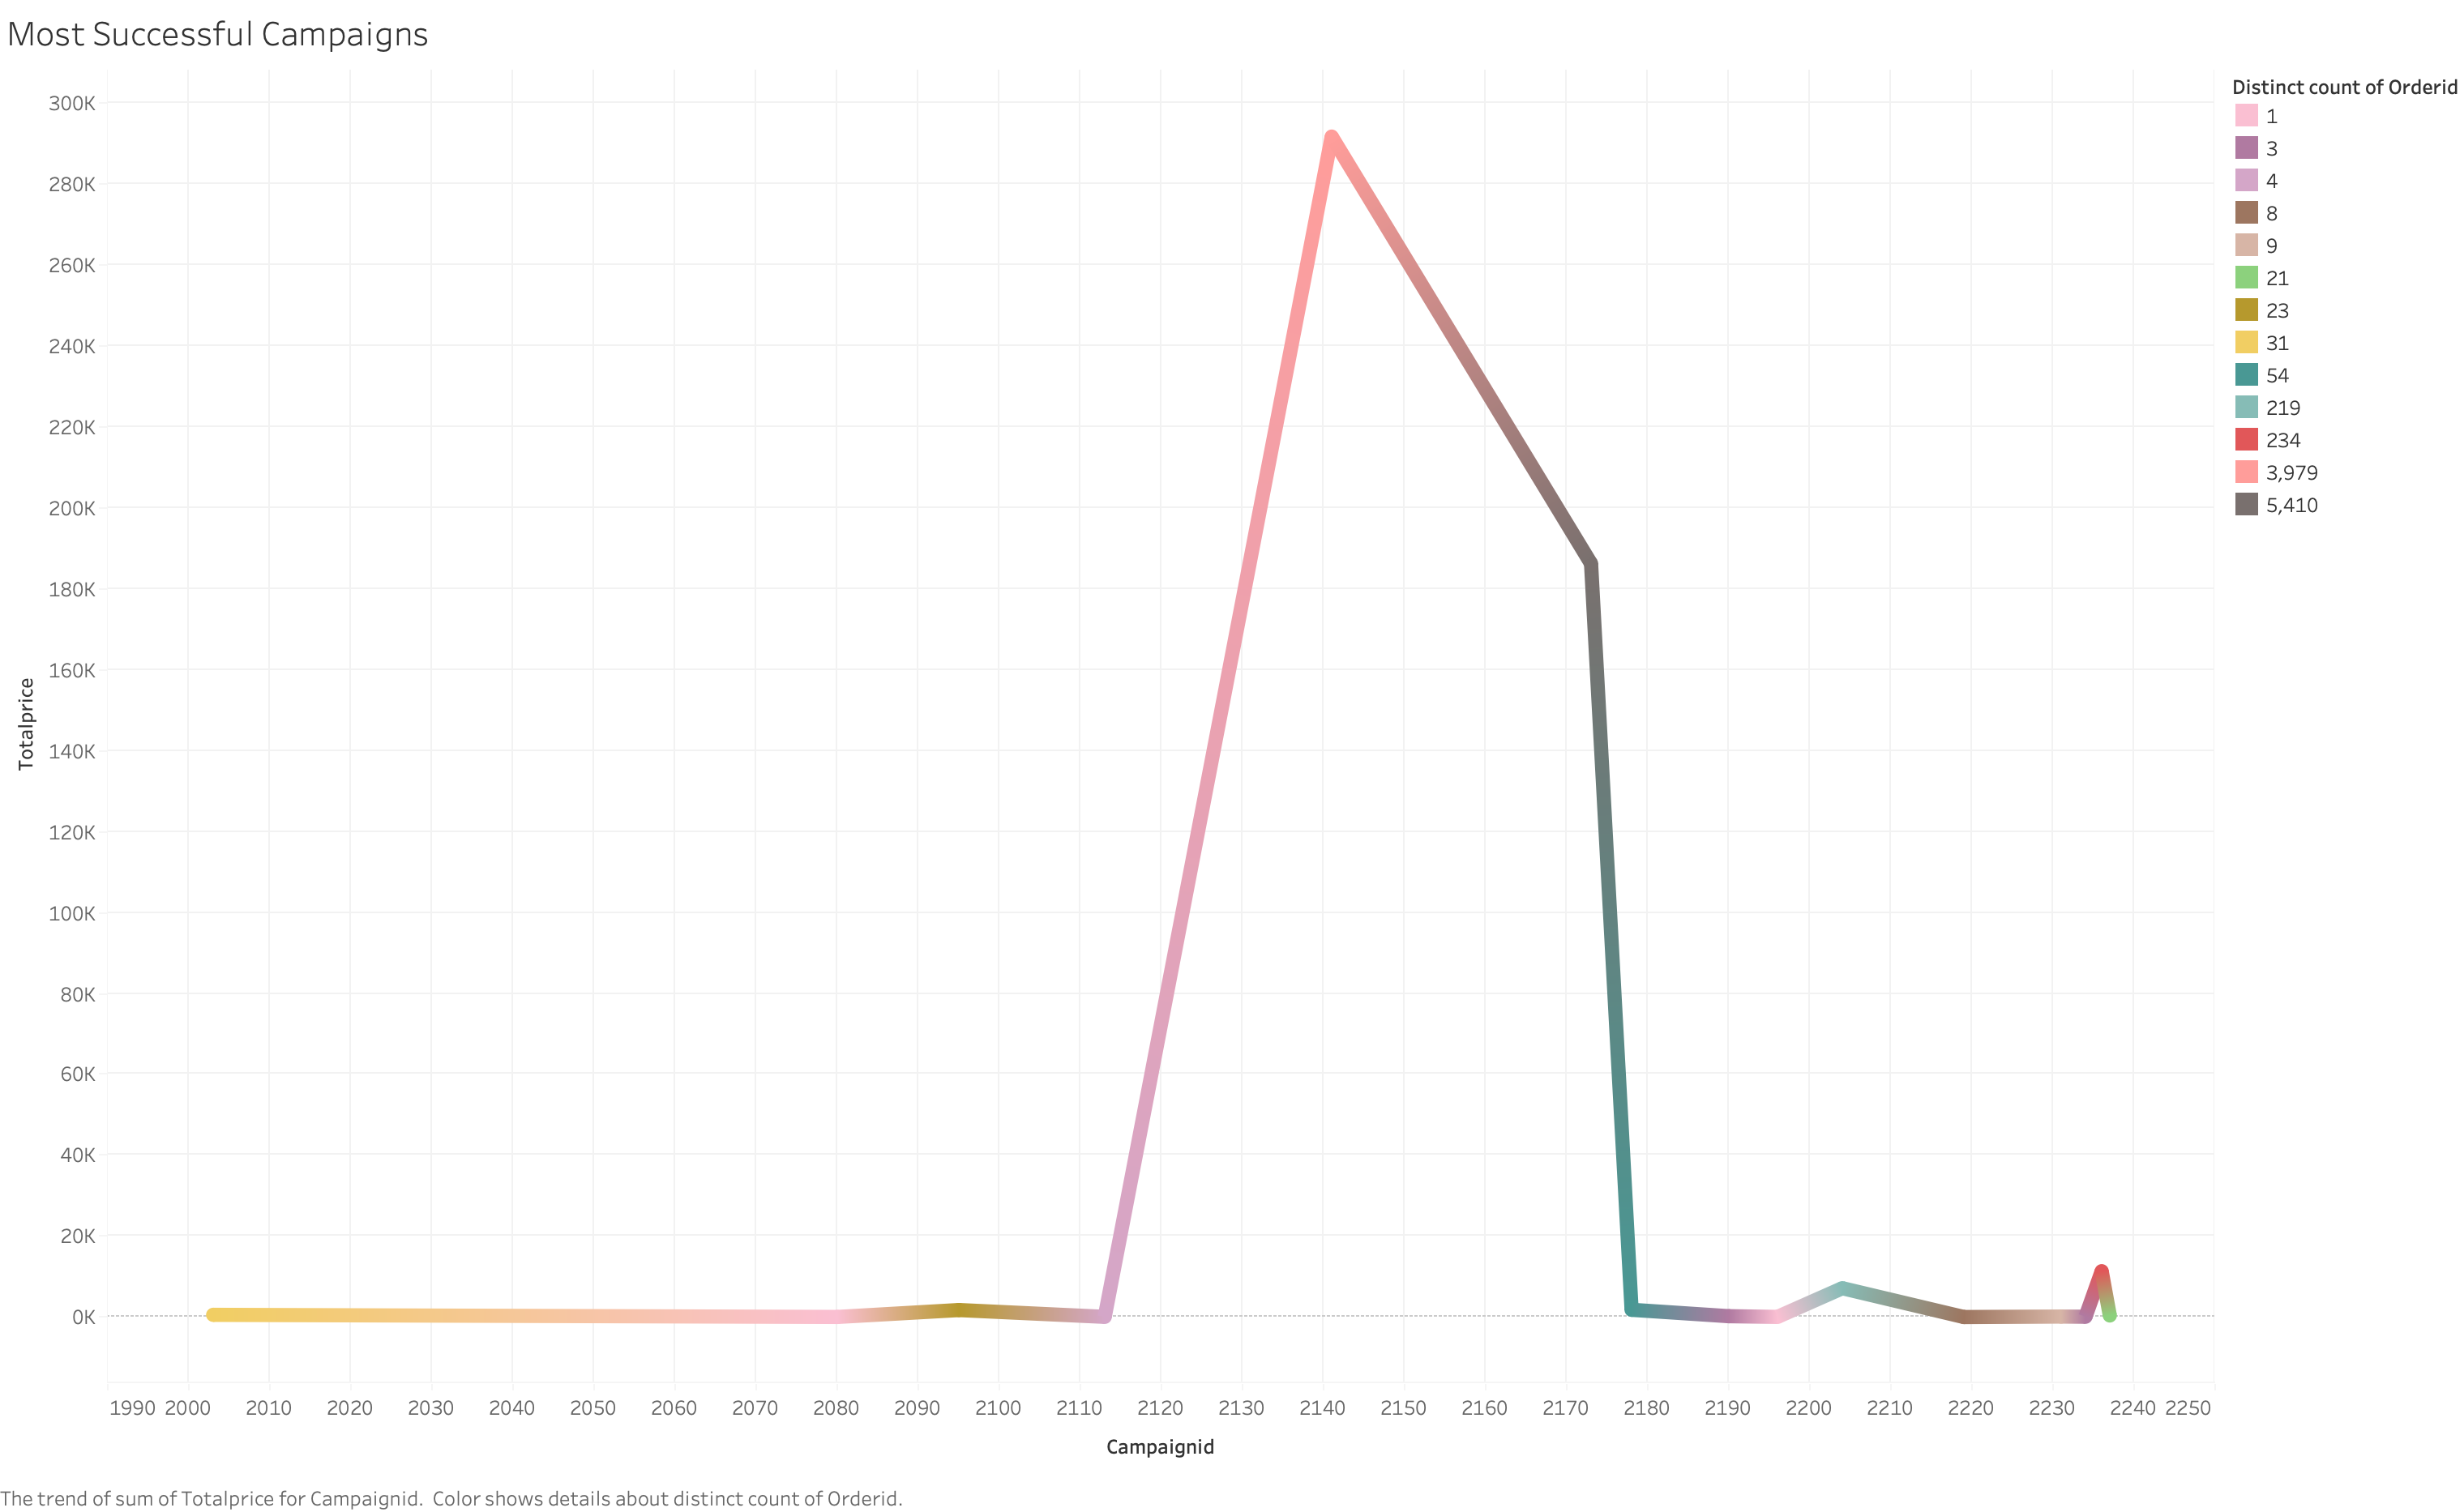 Most Successful Campaigns
Distinct count of Orderid
1
3
4
8
9
21
23
31
54
219
234
3,979
5,410
300K
280K
260K
240K
220K
200K
180K
160K
140K
120K
100K
80K
60K
40K
20K
0K
Totalprice
1990 2000 2010 2020 2030 2040 2050 2060 2070 2080 2090 2100 2110 2120 2130 2140 2150 2160 2170 2180 2190 2200 2210 2220 2230 2240 2250
Campaignid
The trend of sum of Totalprice for Campaignid. Color shows details about distinct count of Orderid.